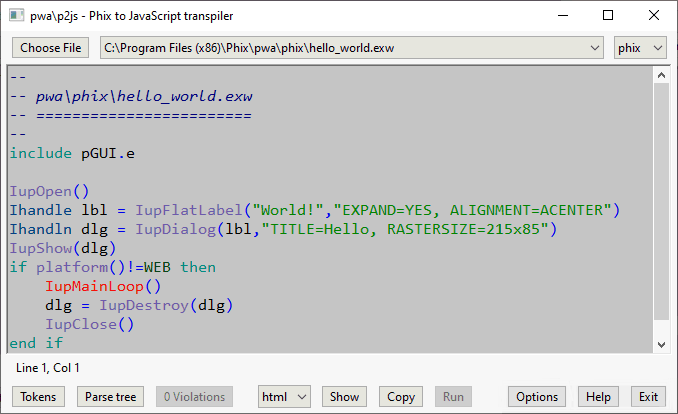 pwa\p2js - Phix to JavaScript transpiler
Choose File C:\Program Files (x86)\Phix\pwa\phix\hello_world.exw phix
--
-- pwa\phix\hello_world.exw
-- ========================
--
include pGUI.e

IupOpen()
Ihandle lbl = IupFlatLabel("World!","EXPAND=YES, ALIGNMENT=ACENTER")
Ihandln dlg = IupDialog(lbl,"TITLE=Hello, RASTERSIZE=215x85")
IupShow(dlg)
if platform()!=WEB then
    IupMainLoop()
    dlg = IupDestroy(dlg)
    IupClose()
end if
Line 1, Col 1
Tokens Parse tree 0 Violations html Show Copy Run Options Help Exit